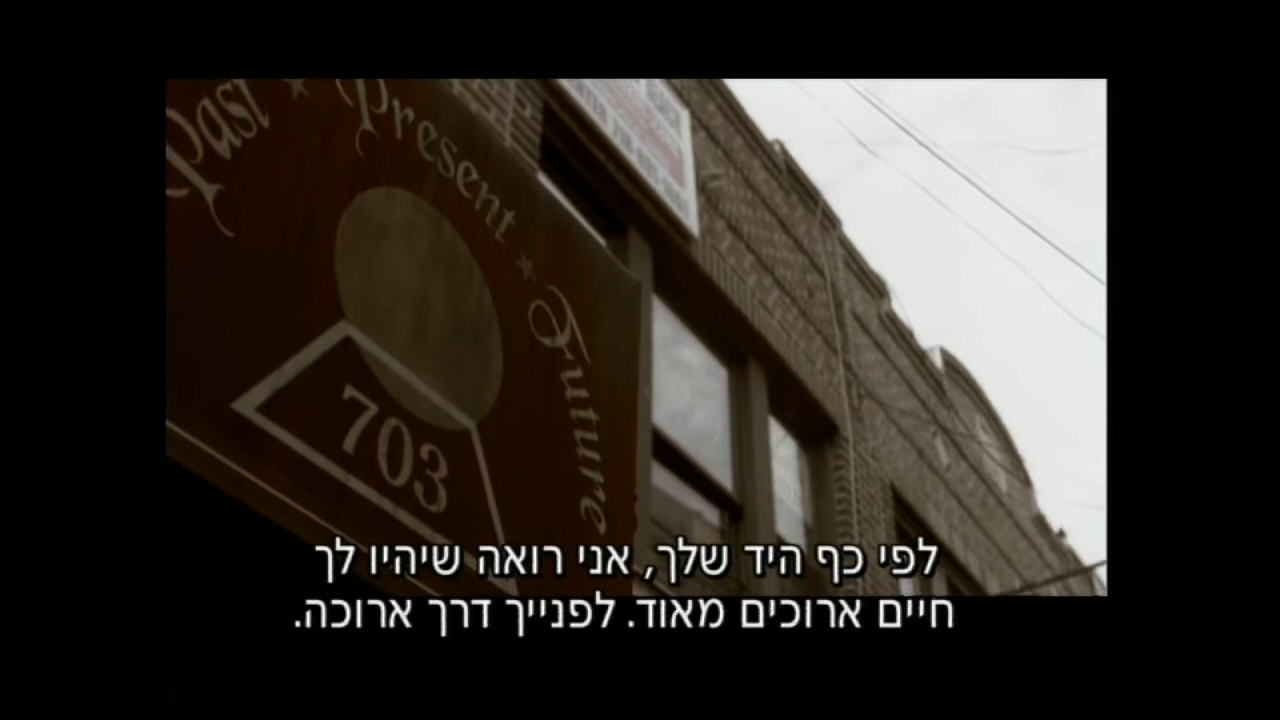 Past * Present * Future
703
לפי כף היד שלך, אני רואה שיהיו לך
חיים ארוכים מאוד. לפנייך דרך ארוכה.